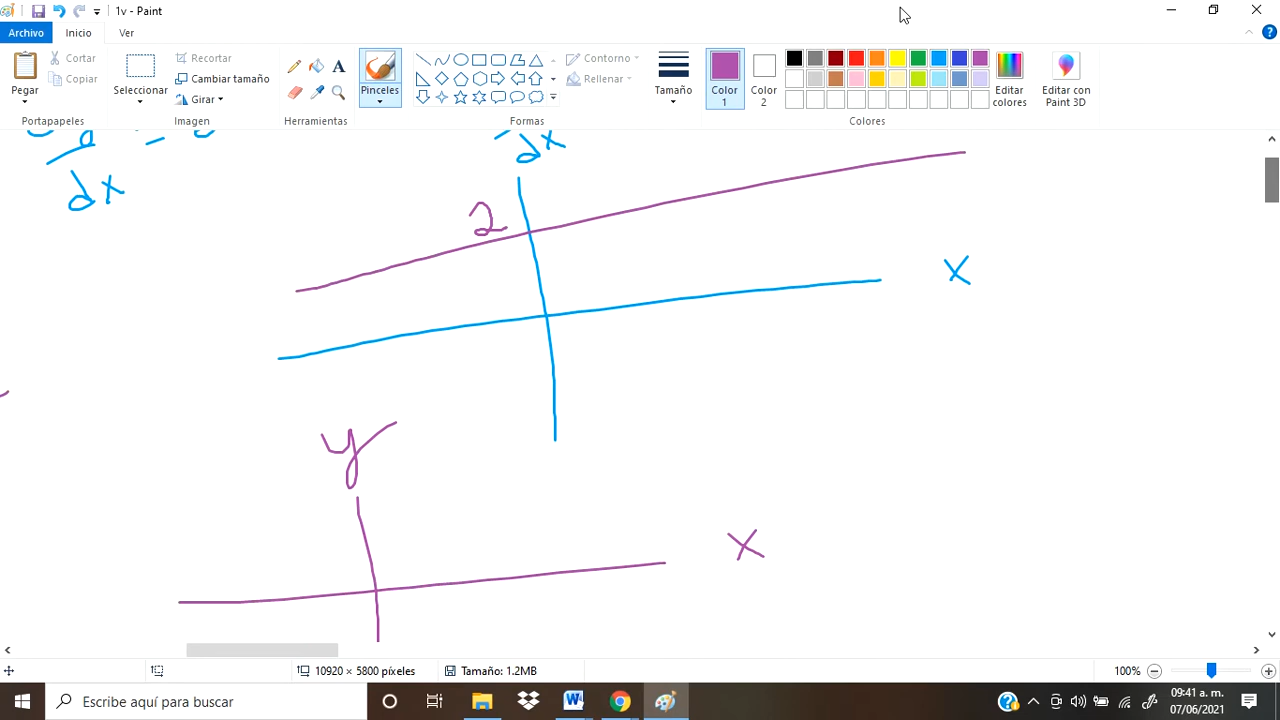 1v - Paint
Archivo Inicio Ver
Pegar
Cortar
Copiar
Portapapeles
Seleccionar
Recortar
Cambiar tamaño
Girar
Imagen
A
Herramientas
Pinceles
Contorno
Rellenar
Formas
Tamaño
Color 1
Color 2
Editar colores
Editar con Paint 3D
Colores
d
dx
dx
2
x
y
x
10920 × 5800 píxeles
Tamaño: 1.2MB
100%
Escribe aquí para buscar
09:41 a. m.
07/06/2021